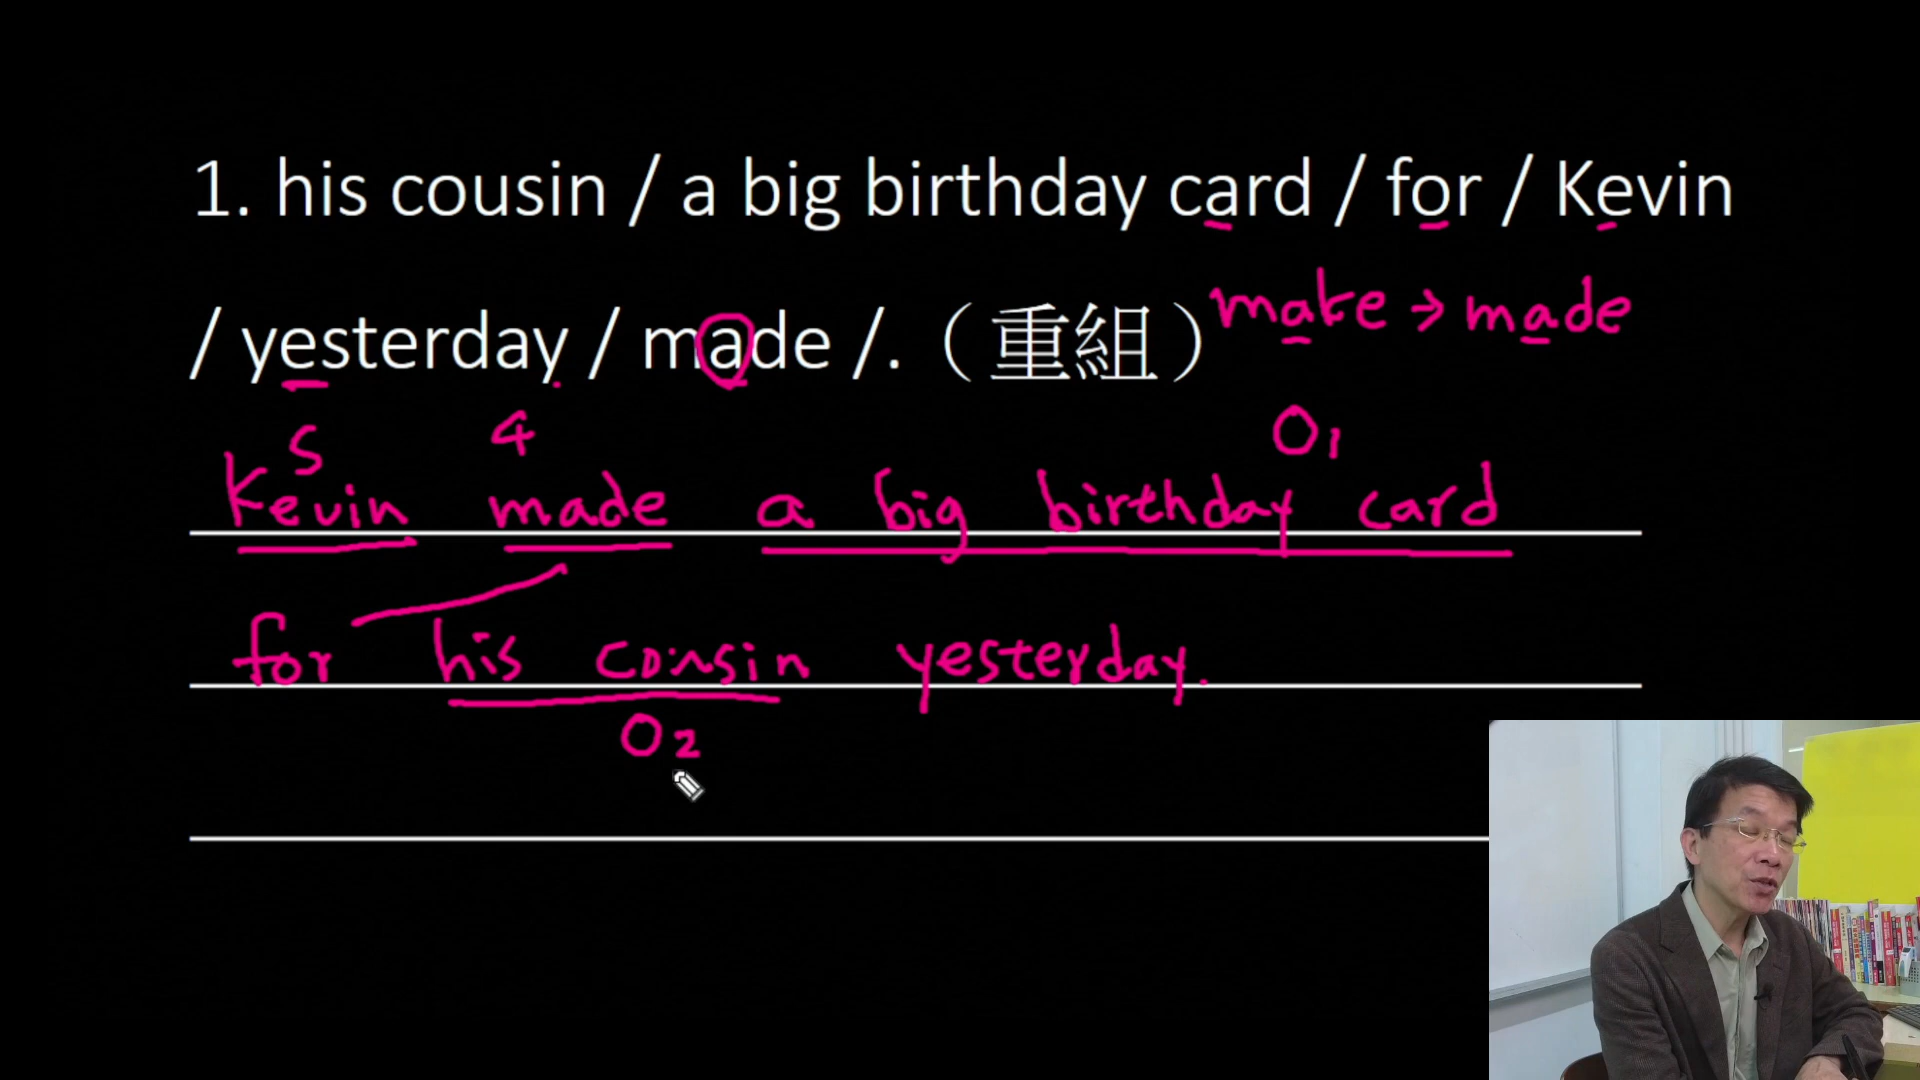 1. his cousin / a big birthday card / for / Kevin
/ yesterday / made /.（重組）
make → made
S 4 O1
Kevin made a big birthday card
for his cousin yesterday.
O2